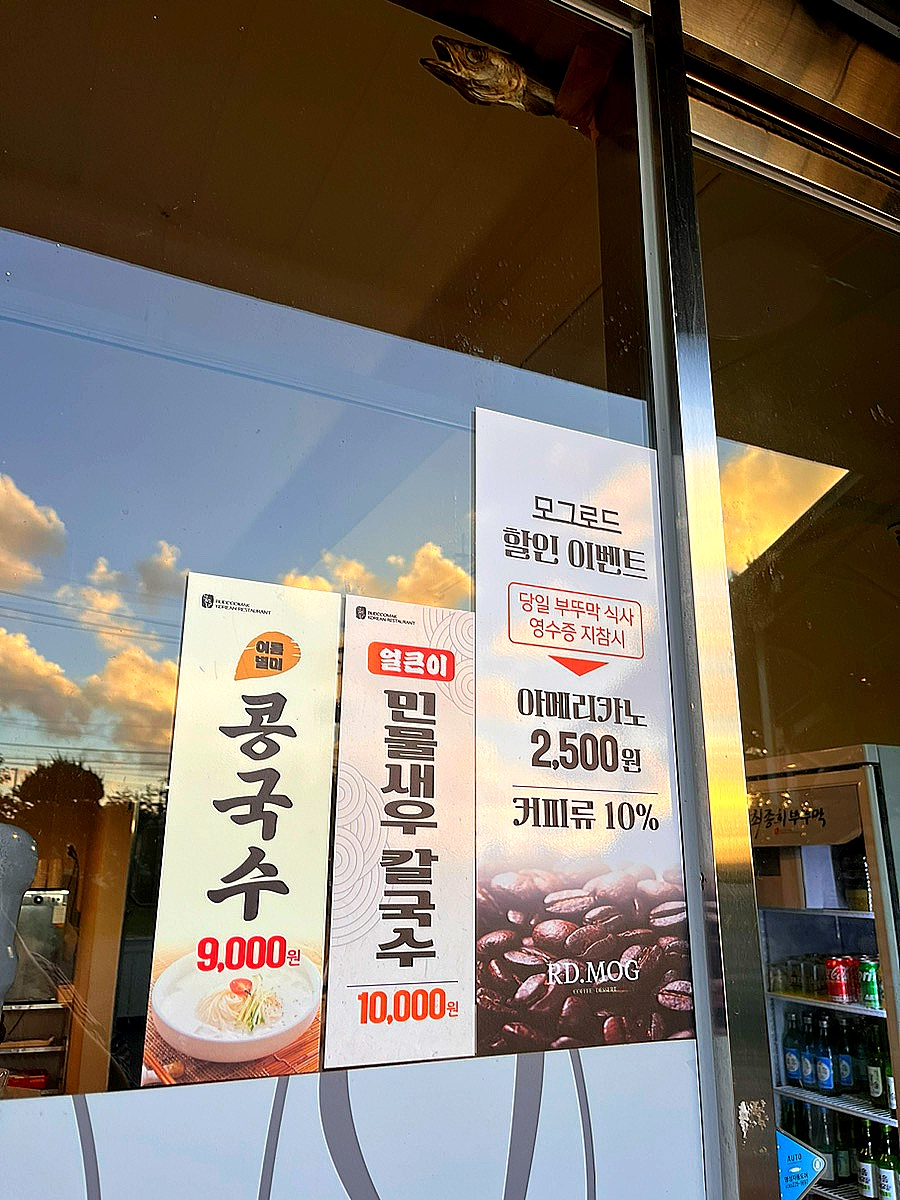 BUDDOOMAK
KOREAN RESTAURANT
여름
별미
콩국수
9,000원
BUDDOOMAK
KOREAN RESTAURANT
얼큰이
민물새우 칼국수
10,000원
모그로드
할인 이벤트
당일 부뚜막 식사
영수증 지참시
아메리카노
2,500원
커피류 10%
RD.MOG
COFFEE DESSERT
AUTO